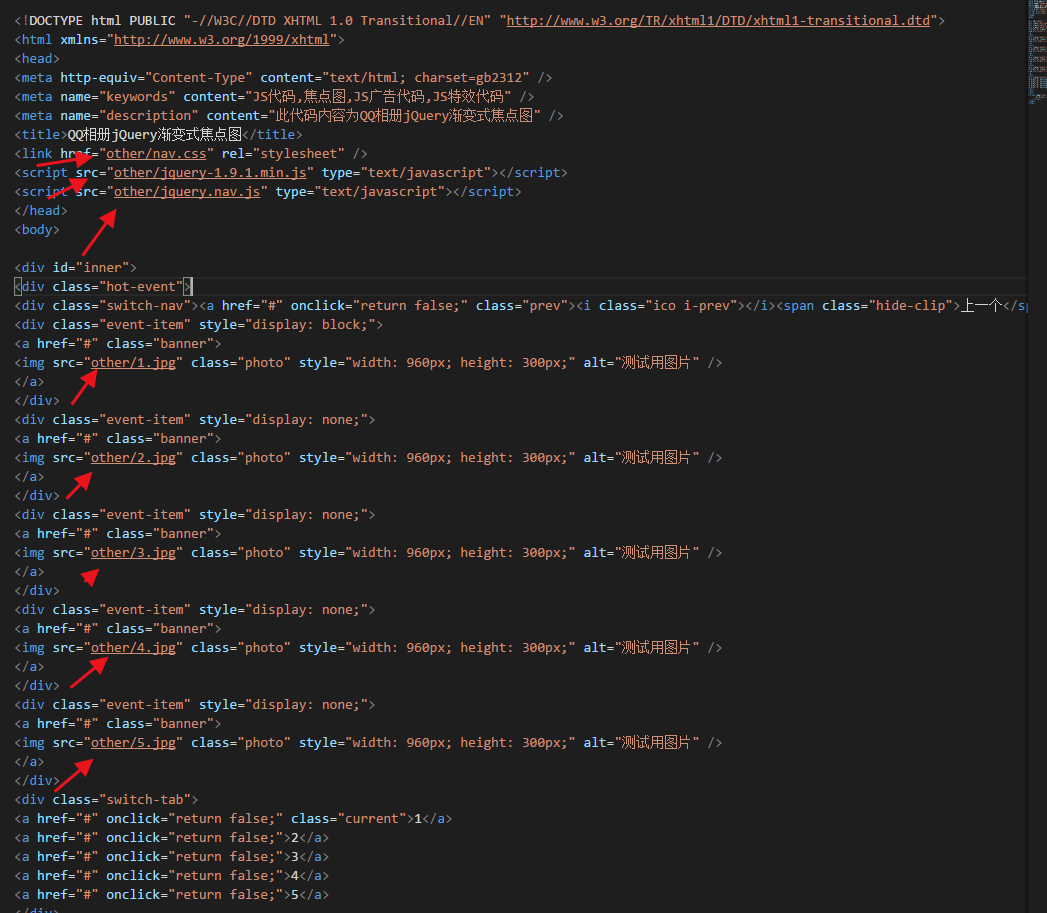 <!DOCTYPE html PUBLIC "-//W3C//DTD XHTML 1.0 Transitional//EN" "http://www.w3.org/TR/xhtml1/DTD/xhtml1-transitional.dtd">
<html xmlns="http://www.w3.org/1999/xhtml">
<head>
<meta http-equiv="Content-Type" content="text/html; charset=gb2312" />
<meta name="keywords" content="JS代码,焦点图,JS广告代码,JS特效代码" />
<meta name="description" content="此代码内容为QQ相册jQuery渐变式焦点图" />
<title>QQ相册jQuery渐变式焦点图</title>
<link href="other/nav.css" rel="stylesheet" />
<script src="other/jquery-1.9.1.min.js" type="text/javascript"></script>
<script src="other/jquery.nav.js" type="text/javascript"></script>
</head>
<body>
<div id="inner">
<div class="hot-event">
<div class="switch-nav"><a href="#" onclick="return false;" class="prev"><i class="ico i-prev"></i><span class="hide-clip">上一个</sp
<div class="event-item" style="display: block;">
<a href="#" class="banner">
<img src="other/1.jpg" class="photo" style="width: 960px; height: 300px;" alt="测试用图片" />
</a>
</div>
<div class="event-item" style="display: none;">
<a href="#" class="banner">
<img src="other/2.jpg" class="photo" style="width: 960px; height: 300px;" alt="测试用图片" />
</a>
</div>
<div class="event-item" style="display: none;">
<a href="#" class="banner">
<img src="other/3.jpg" class="photo" style="width: 960px; height: 300px;" alt="测试用图片" />
</a>
</div>
<div class="event-item" style="display: none;">
<a href="#" class="banner">
<img src="other/4.jpg" class="photo" style="width: 960px; height: 300px;" alt="测试用图片" />
</a>
</div>
<div class="event-item" style="display: none;">
<a href="#" class="banner">
<img src="other/5.jpg" class="photo" style="width: 960px; height: 300px;" alt="测试用图片" />
</a>
</div>
<div class="switch-tab">
<a href="#" onclick="return false;" class="current">1</a>
<a href="#" onclick="return false;">2</a>
<a href="#" onclick="return false;">3</a>
<a href="#" onclick="return false;">4</a>
<a href="#" onclick="return false;">5</a>
</div>